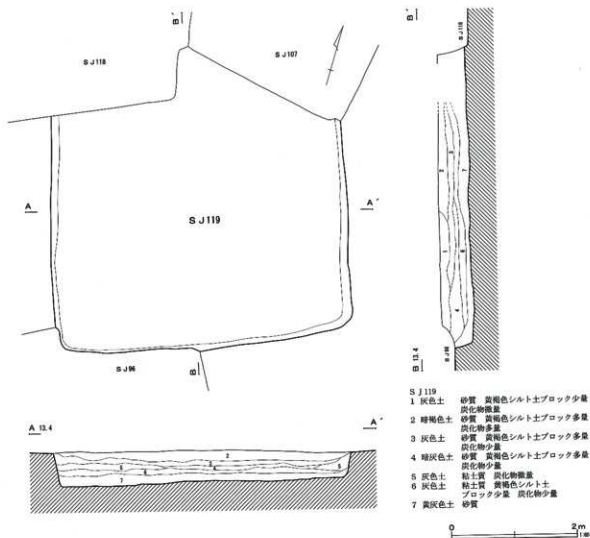 B'
SJ118
SJ107
A
A'
SJ119
B
SJ96
A 13.4
A'
2
3
5
6
4
5
7
B'
SJ118
2
3
7
1
6
4
SJ96
B 13.4
SJ119
1 灰色土 砂質 黄褐色シルト土ブロック少量
炭化物微量
2 暗褐色土 砂質 黄褐色シルト土ブロック多量
炭化物多量
3 灰色土 砂質 黄褐色シルト土ブロック多量
炭化物少量
4 暗灰色土 砂質 黄褐色シルト土ブロック多量
炭化物少量
5 灰色土 粘土質 炭化物微量
6 灰色土 粘土質 黄褐色シルト土
ブロック少量 炭化物少量
7 黄灰色土 砂質
0 2m
1:60